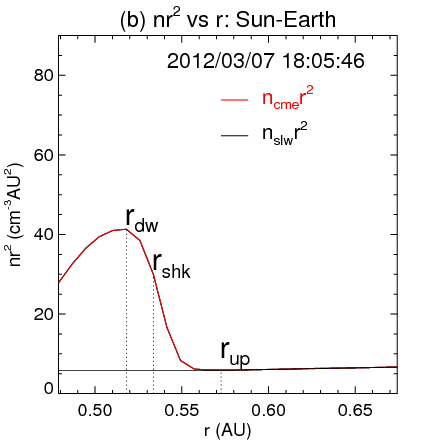 (b) nr² vs r: Sun-Earth
2012/03/07 18:05:46
n_cme r²
n_slw r²
r_dw
r_shk
r_up
nr² (cm⁻³AU²)
80
60
40
20
0
0.50 0.55 0.60 0.65
r (AU)